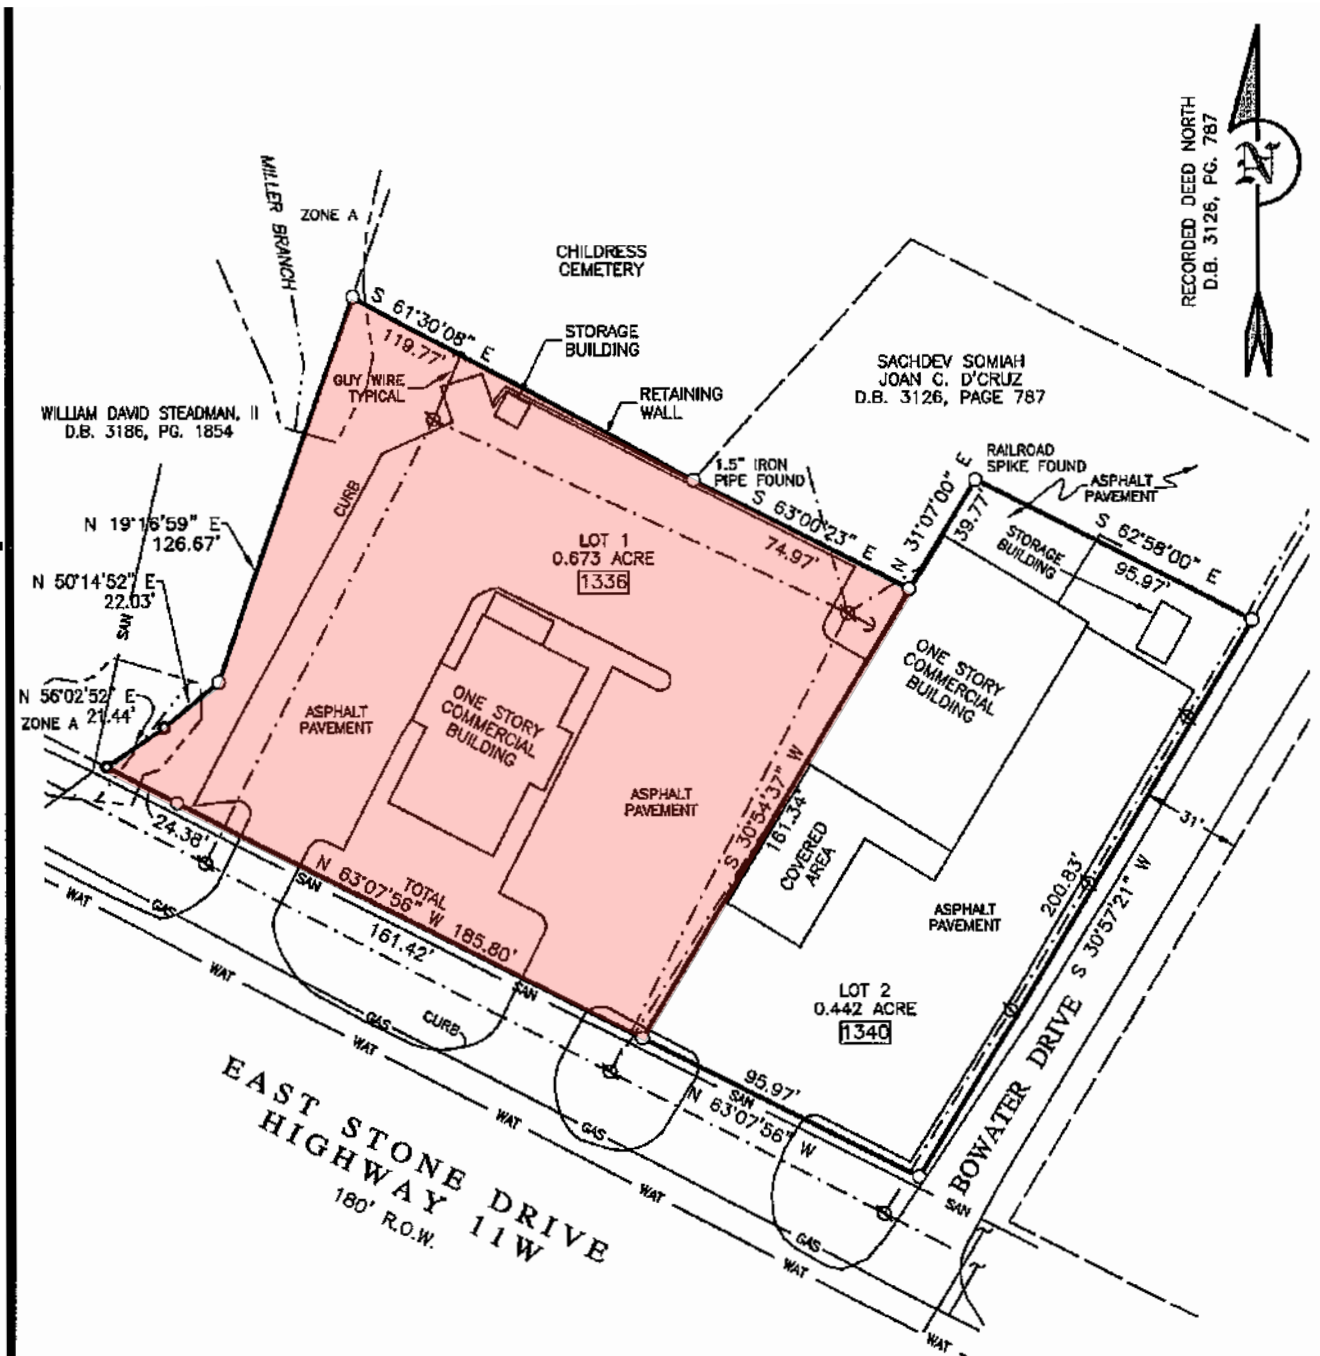 RECORDED DEED NORTH
D.B. 3126, PG. 787
MILLER BRANCH
ZONE A
CHILDRESS
CEMETERY
S 61°30'08" E
119.77'
STORAGE
BUILDING
GUY WIRE
TYPICAL
RETAINING
WALL
SACHDEV SOMIAH
JOAN C. D'CRUZ
D.B. 3126, PAGE 787
WILLIAM DAVID STEADMAN, II
D.B. 3186, PG. 1854
1.5" IRON
PIPE FOUND
RAILROAD
SPIKE FOUND
ASPHALT
PAVEMENT
S 63°00'23" E
74.97'
N 31°07'00" E
39.77'
S 62°58'00" E
95.97'
STORAGE
BUILDING
CURB
N 19°16'59" E
126.67'
LOT 1
0.673 ACRE
1336
N 50°14'52" E
22.03'
SAN
N 56°02'52" E
21.44'
ZONE A
ASPHALT
PAVEMENT
ONE STORY
COMMERCIAL
BUILDING
ASPHALT
PAVEMENT
ONE STORY
COMMERCIAL
BUILDING
S 30°54'37" W
161.34'
COVERED
AREA
31'
200.83'
S 30°57'21" W
ASPHALT
PAVEMENT
LOT 2
0.442 ACRE
1340
24.38'
SAN
TOTAL
N 63°07'56" W 185.80'
161.42'
SAN
WAT
GAS
WAT
GAS
CURB
WAT
95.97'
SAN
N 63°07'56" W
WAT
GAS
WAT
GAS
SAN
WAT
WAT
BOWATER DRIVE
EAST STONE DRIVE
HIGHWAY 11W
180' R.O.W.